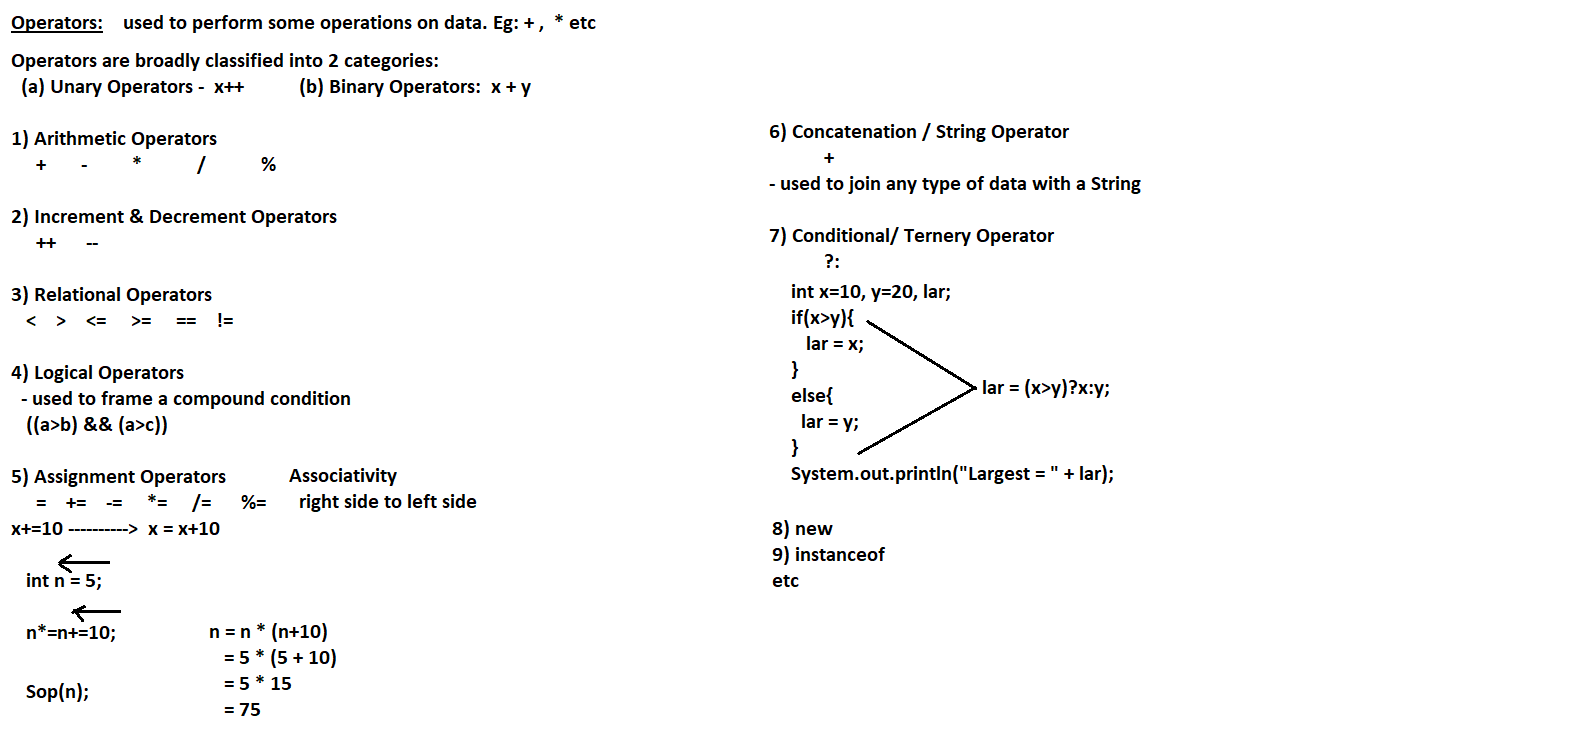 Operators: used to perform some operations on data. Eg: + , * etc
Operators are broadly classified into 2 categories:
(a) Unary Operators - x++ (b) Binary Operators: x + y
1) Arithmetic Operators
+ - * / %
2) Increment & Decrement Operators
++ --
3) Relational Operators
< > <= >= == !=
4) Logical Operators
- used to frame a compound condition
((a>b) && (a>c))
5) Assignment Operators Associativity
= += -= *= /= %= right side to left side
x+=10 ----------> x = x+10
int n = 5;
n*=n+=10; n = n * (n+10)
= 5 * (5 + 10)
= 5 * 15
Sop(n);
= 75
6) Concatenation / String Operator
+
- used to join any type of data with a String
7) Conditional/ Ternery Operator
?:
int x=10, y=20, lar;
if(x>y){
lar = x;
}
else{
lar = (x>y)?x:y;
lar = y;
}
System.out.println("Largest = " + lar);
8) new
9) instanceof
etc